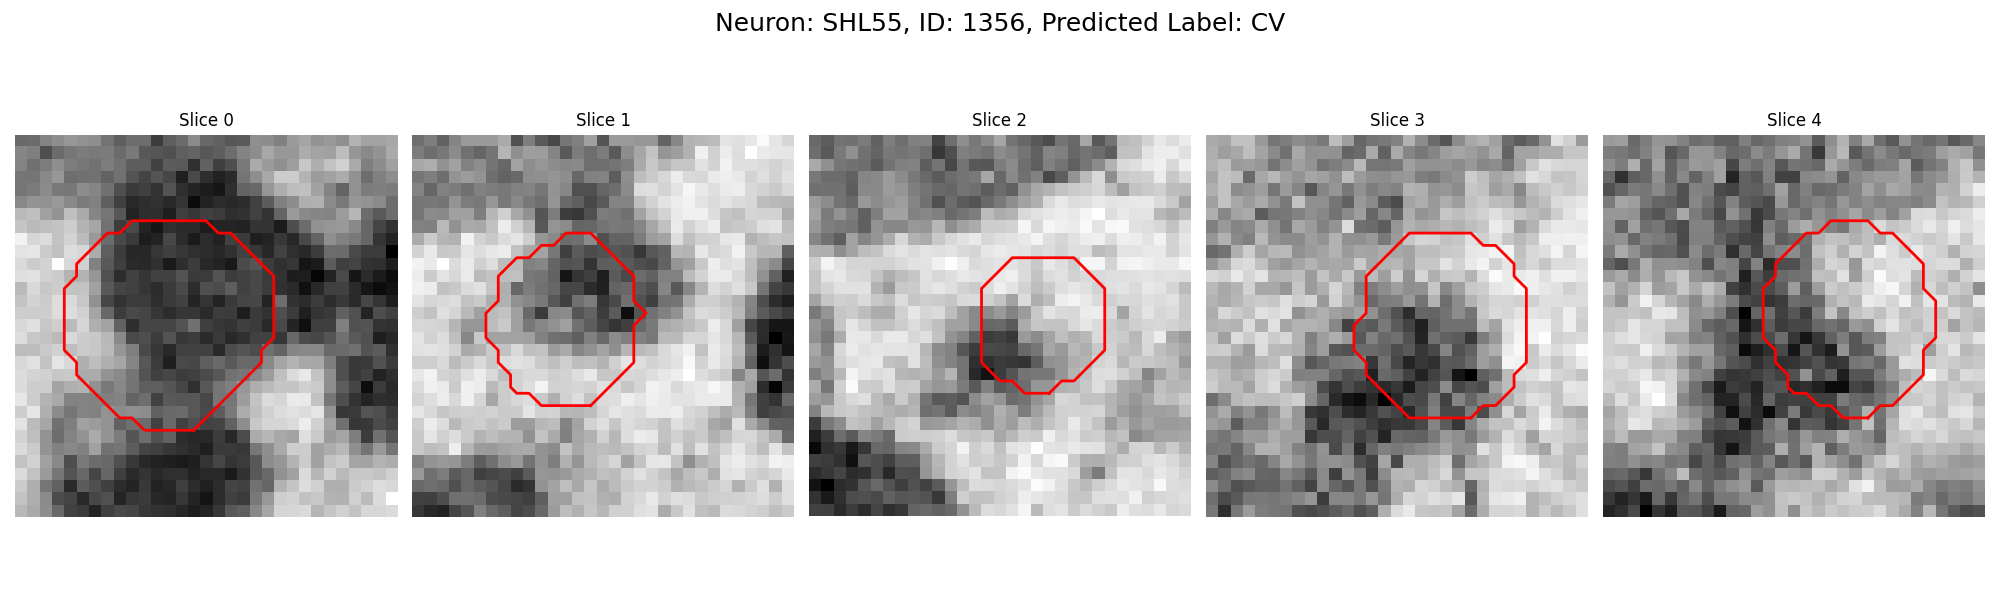 Neuron: SHL55, ID: 1356, Predicted Label: CV
Slice 0
Slice 1
Slice 2
Slice 3
Slice 4